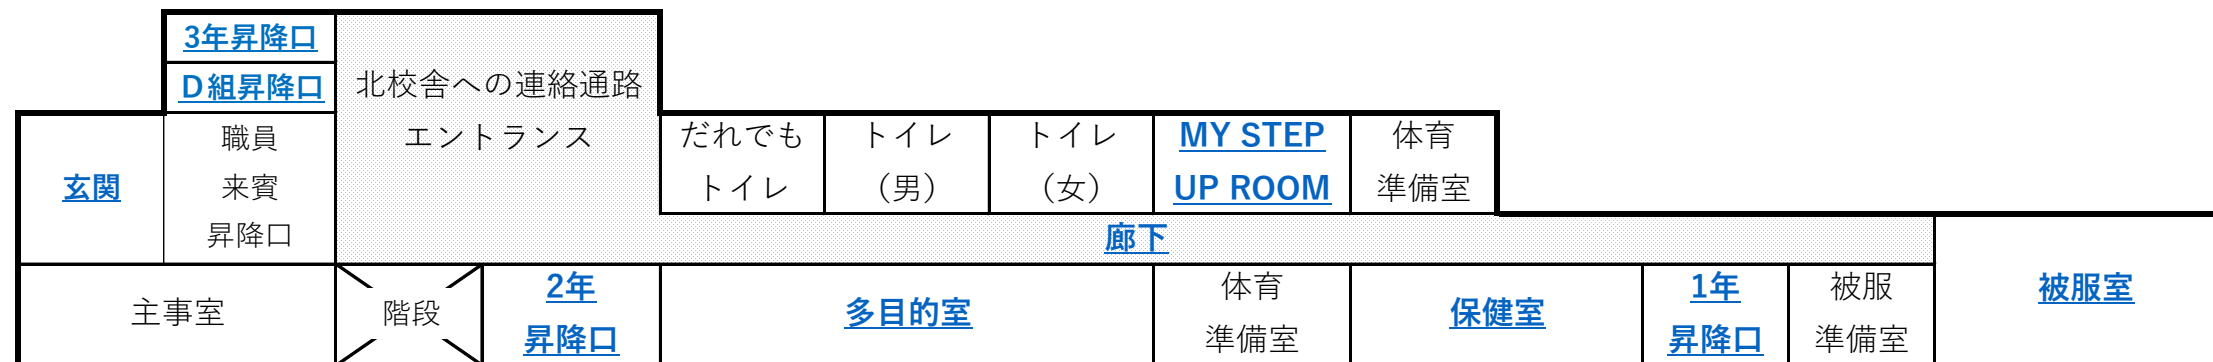 3年昇降口
D組昇降口
北校舎への連絡通路
エントランス
玄関
職員
来賓
昇降口
だれでも
トイレ
トイレ
（男）
トイレ
（女）
MY STEP
UP ROOM
体育
準備室
廊下
主事室
階段
2年
昇降口
多目的室
体育
準備室
保健室
1年
昇降口
被服
準備室
被服室